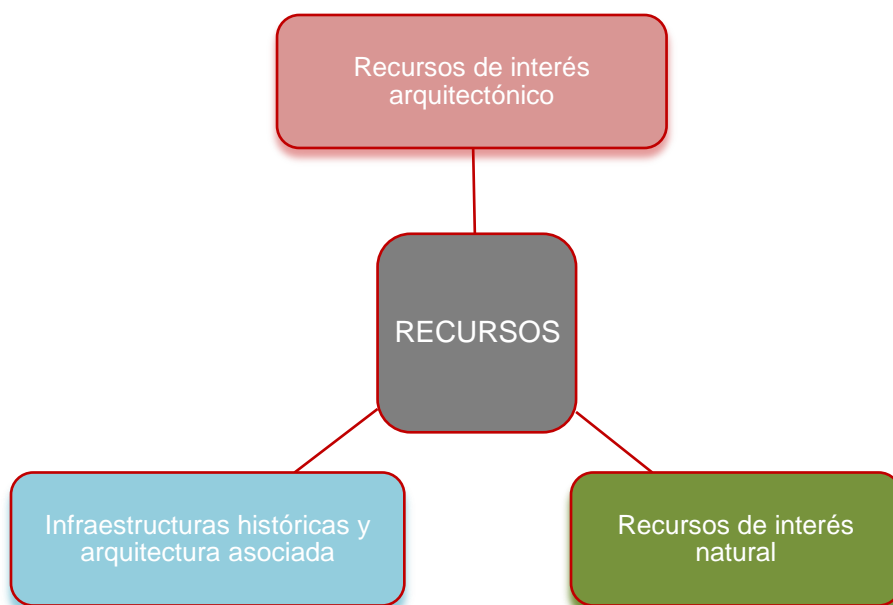 Recursos de interés
arquitectónico
RECURSOS
Infraestructuras históricas y
arquitectura asociada
Recursos de interés
natural